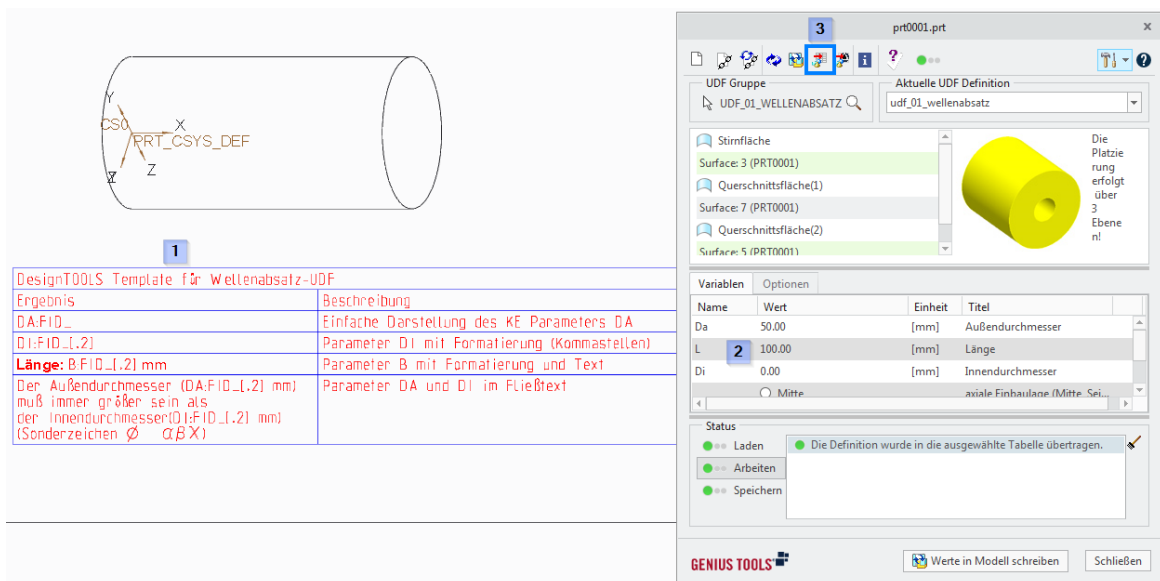 3
prt0001.prt
UDF Gruppe
UDF_01_WELLENABSATZ
Aktuelle UDF Definition
udf_01_wellenabsatz
Stirnfläche
Surface: 3 (PRT0001)
Querschnittsfläche(1)
Surface: 7 (PRT0001)
Querschnittsfläche(2)
Surface: 5 (PRT0001)
Die
Platzie
rung
erfolgt
über
3
Ebene
n!
Y
CS0
X
PRT_CSYS_DEF
Z
1
DesignTOOLS Template für Wellenabsatz-UDF
Ergebnis Beschreibung
DA:FID_ Einfache Darstellung des KE Parameters DA
DI:FID_[.2] Parameter DI mit Formatierung (Kommastellen)
Länge: B:FID_[.2] mm Parameter B mit Formatierung und Text
Der Außendurchmesser (DA:FID_[.2] mm) Parameter DA und DI im Fließtext
muß immer größer sein als
der Innendurchmesser(DI:FID_[.2] mm)
(Sonderzeichen Ø αβχ)
Variablen Optionen
Name Wert Einheit Titel
Da 50.00 [mm] Außendurchmesser
L 2 100.00 [mm] Länge
Di 0.00 [mm] Innendurchmesser
Mitte axiale Einbaulage (Mitte, Sei...
Status
Laden
Arbeiten
Speichern
Die Definition wurde in die ausgewählte Tabelle übertragen.
GENIUS TOOLS
Werte in Modell schreiben
Schließen